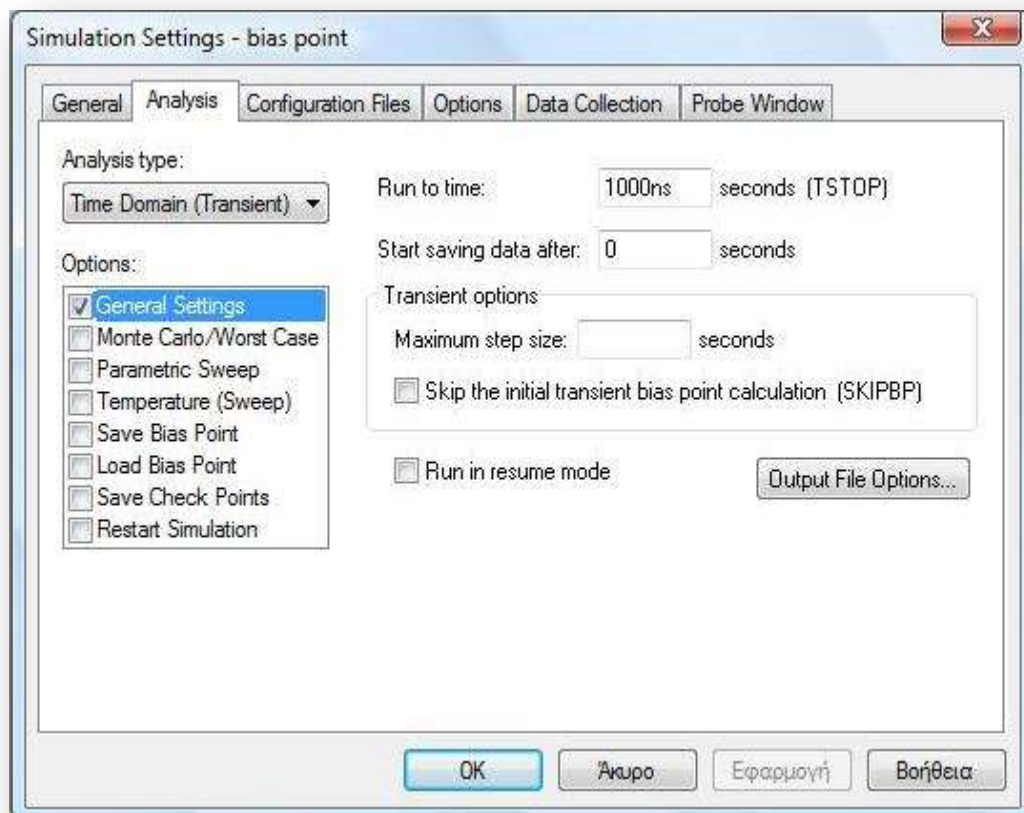 Simulation Settings - bias point
General Analysis Configuration Files Options Data Collection Probe Window
Analysis type:
Time Domain (Transient)
Options:
General Settings
Monte Carlo/Worst Case
Parametric Sweep
Temperature (Sweep)
Save Bias Point
Load Bias Point
Save Check Points
Restart Simulation
Run to time: 1000ns seconds (TSTOP)
Start saving data after: 0 seconds
Transient options
Maximum step size: seconds
Skip the initial transient bias point calculation (SKIPBP)
Run in resume mode
Output File Options...
OK Άκυρο Εφαρμογή Βοήθεια